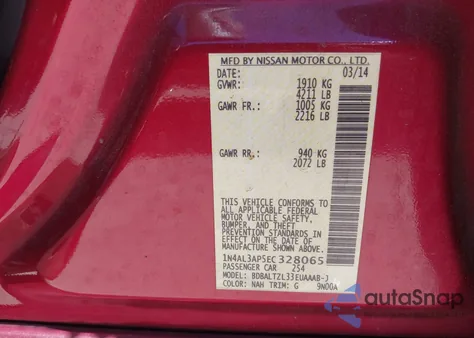 MFD BY NISSAN MOTOR CO., LTD.
DATE: 03/14
GVWR: 1910 KG
4211 LB
GAWR FR.: 1005 KG
2216 LB
GAWR RR.: 940 KG
2072 LB
THIS VEHICLE CONFORMS TO
ALL APPLICABLE FEDERAL
MOTOR VEHICLE SAFETY,
BUMPER, AND THEFT
PREVENTION STANDARDS
IN EFFECT ON THE DATE OF
MANUFACTURE SHOWN ABOVE.
1N4AL3AP5EC328065
PASSENGER CAR 254
MODEL: BDBALTZL33EUAAAB-J
COLOR: NAH TRIM: G 9N00A
autoSnap